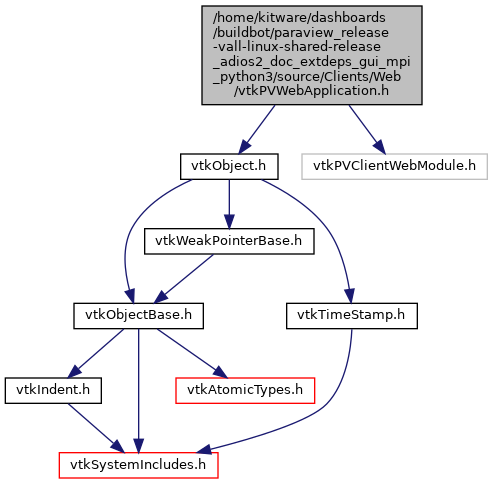 /home/kitware/dashboards
/buildbot/paraview_release
-vall-linux-shared-release
_adios2_doc_extdeps_gui_mpi
_python3/source/Clients/Web
/vtkPVWebApplication.h
vtkObject.h
vtkPVClientWebModule.h
vtkWeakPointerBase.h
vtkObjectBase.h
vtkTimeStamp.h
vtkIndent.h
vtkAtomicTypes.h
vtkSystemIncludes.h